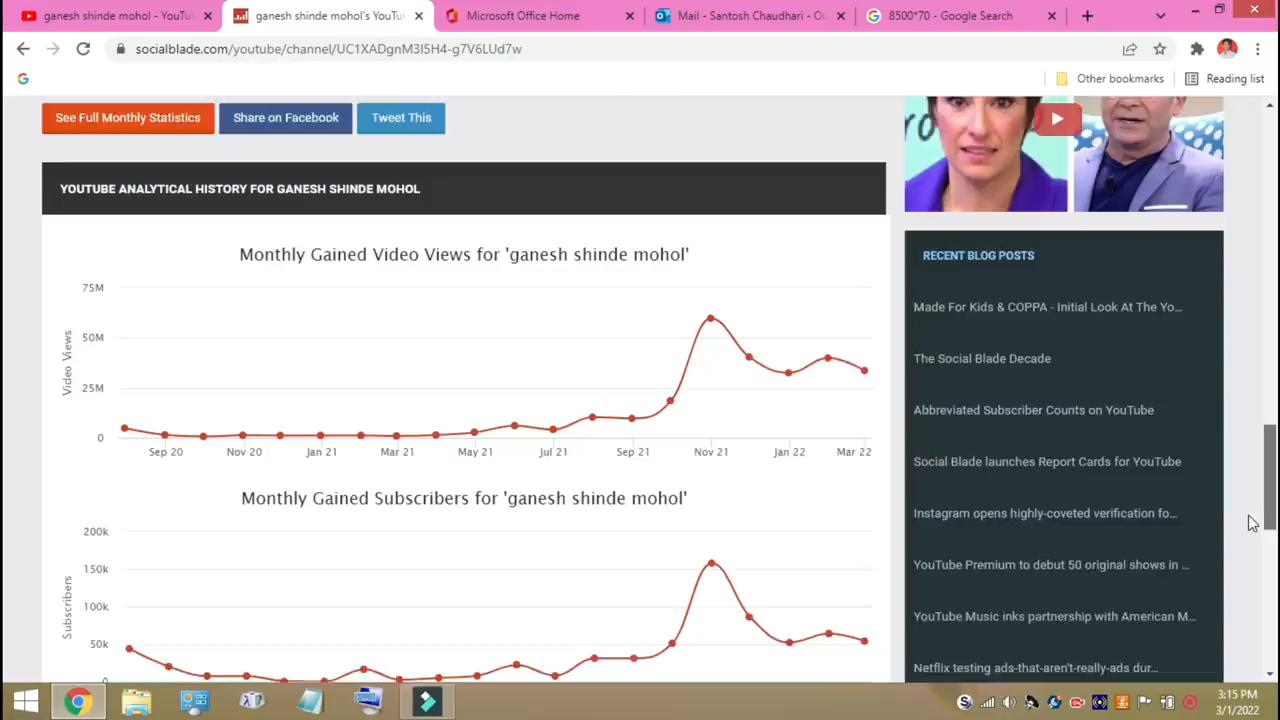 ganesh shinde mohol - YouTu
ganesh shinde mohol's YouTu
Microsoft Office Home
Mail - Santosh Chaudhari - Ou
8500*70 - Google Search
socialblade.com/youtube/channel/UC1XADgnM3I5H4-g7V6LUd7w
Other bookmarks
Reading list
See Full Monthly Statistics
Share on Facebook
Tweet This
YOUTUBE ANALYTICAL HISTORY FOR GANESH SHINDE MOHOL
Monthly Gained Video Views for 'ganesh shinde mohol'
75M
50M
25M
0
Video Views
Sep 20
Nov 20
Jan 21
Mar 21
May 21
Jul 21
Sep 21
Nov 21
Jan 22
Mar 22
Monthly Gained Subscribers for 'ganesh shinde mohol'
200k
150k
100k
50k
Subscribers
RECENT BLOG POSTS
Made For Kids & COPPA - Initial Look At The Yo...
The Social Blade Decade
Abbreviated Subscriber Counts on YouTube
Social Blade launches Report Cards for YouTube
Instagram opens highly-coveted verification fo...
YouTube Premium to debut 50 original shows in ...
YouTube Music inks partnership with American M...
Netflix testing ads-that-aren't-really-ads dur...
3:15 PM
3/1/2022